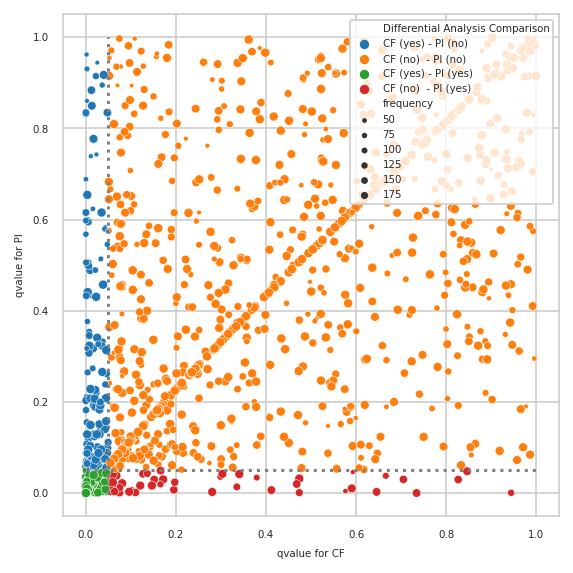 Differential Analysis Comparison
CF (yes) - PI (no)
CF (no)  - PI (no)
CF (yes) - PI (yes)
CF (no)  - PI (yes)
frequency
50
75
100
125
150
175
1.0
0.8
0.6
0.4
0.2
0.0
qvalue for PI
0.0 0.2 0.4 0.6 0.8 1.0
qvalue for CF